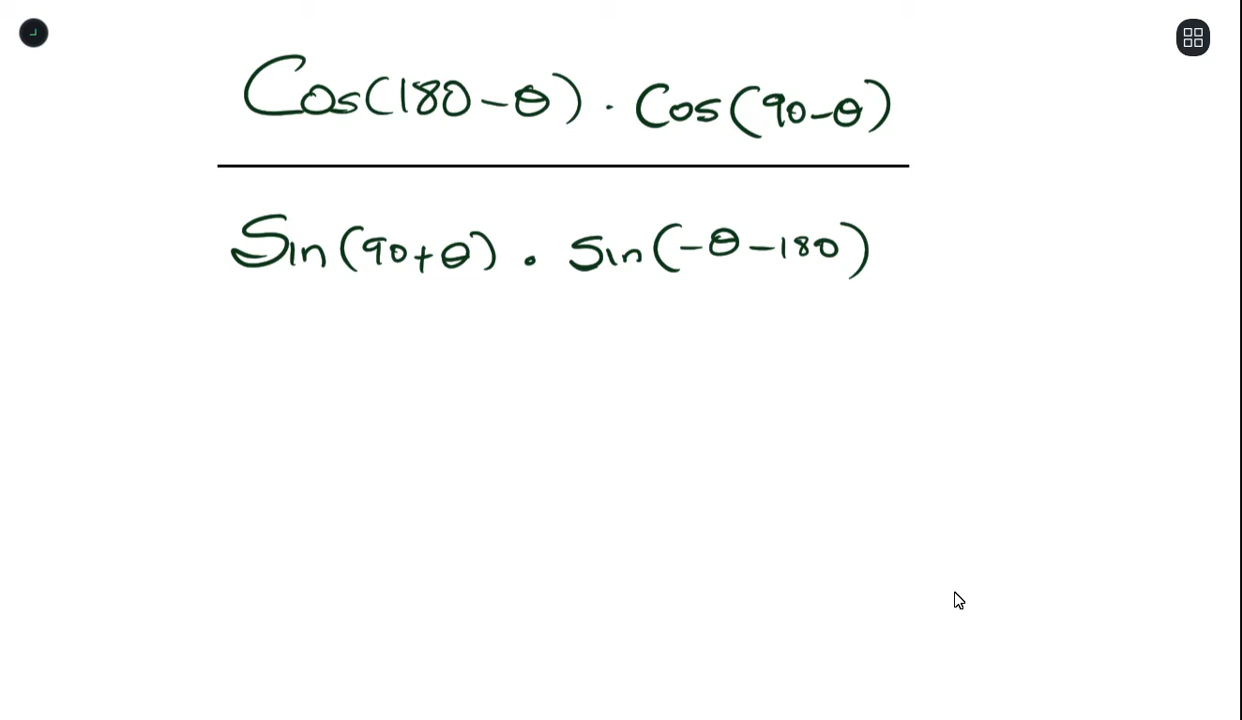 Cos(180-θ) · Cos(90-θ)
Sin(90+θ) . Sin(-θ-180)